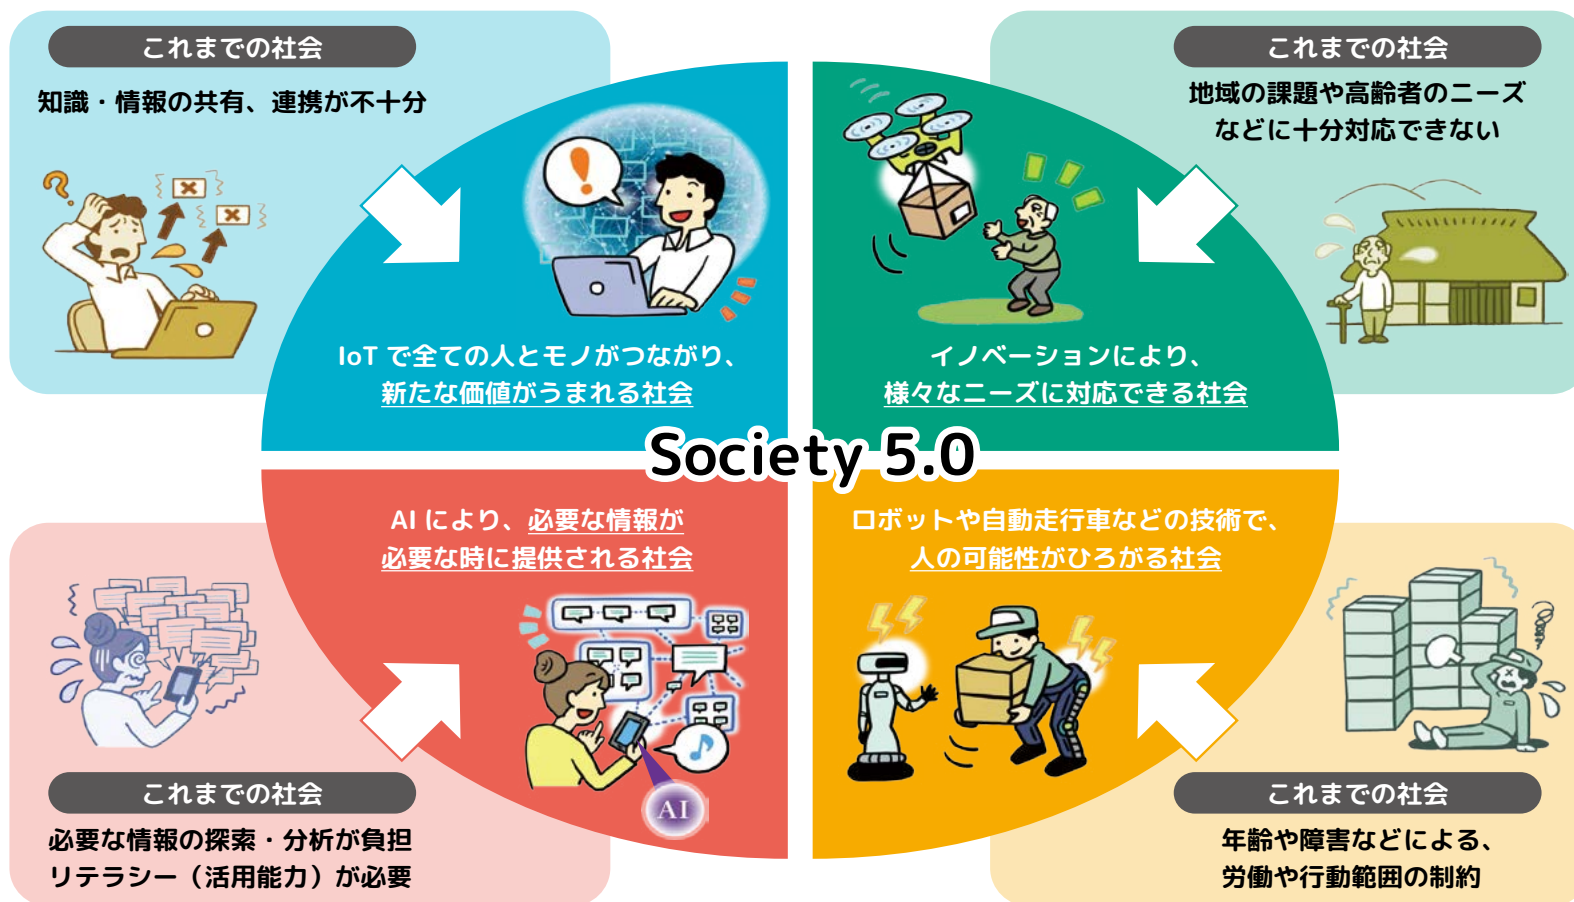 これまでの社会
知識・情報の共有、連携が不十分
IoT で全ての人とモノがつながり、
新たな価値がうまれる社会
これまでの社会
地域の課題や高齢者のニーズ
などに十分対応できない
イノベーションにより、
様々なニーズに対応できる社会
Society 5.0
AI により、必要な情報が
必要な時に提供される社会
AI
これまでの社会
必要な情報の探索・分析が負担
リテラシー（活用能力）が必要
ロボットや自動走行車などの技術で、
人の可能性がひろがる社会
これまでの社会
年齢や障害などによる、
労働や行動範囲の制約